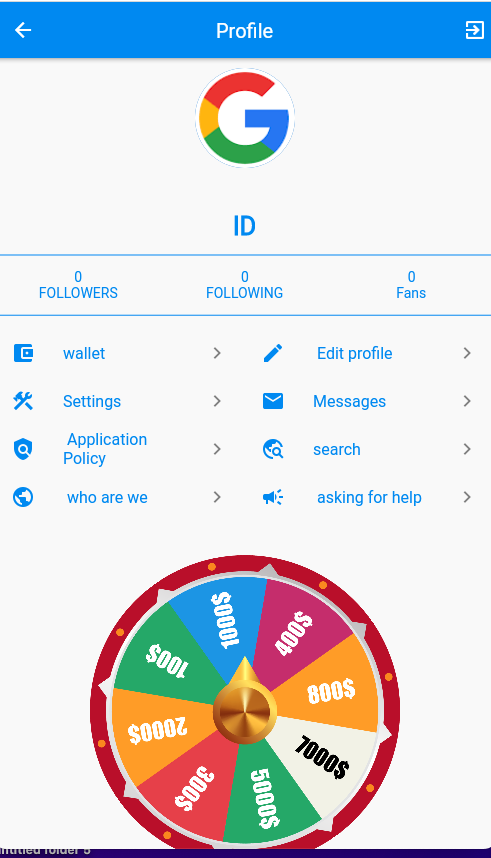 Profile
ID
0 0 0
FOLLOWERS FOLLOWING Fans
wallet Edit profile
Settings Messages
Application
Policy
search
who are we asking for help
1000$
400$
100$
800$
2000$
7000$
300$
5000$
ntitled folder 5